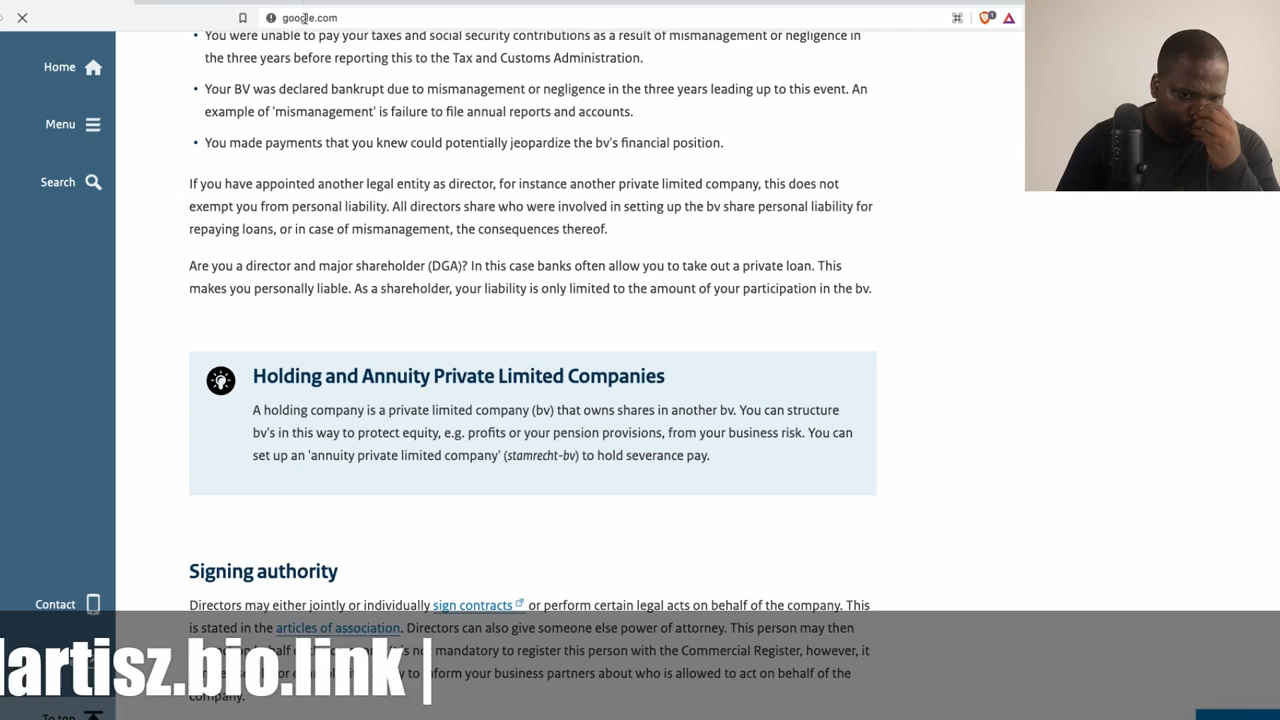 google.com
1
• You were unable to pay your taxes and social security contributions as a result of mismanagement or negligence in
the three years before reporting this to the Tax and Customs Administration.
Home
• Your BV was declared bankrupt due to mismanagement or negligence in the three years leading up to this event. An
example of 'mismanagement' is failure to file annual reports and accounts.
Menu
• You made payments that you knew could potentially jeopardize the bv's financial position.
Search
If you have appointed another legal entity as director, for instance another private limited company, this does not
exempt you from personal liability. All directors share who were involved in setting up the bv share personal liability for
repaying loans, or in case of mismanagement, the consequences thereof.
Are you a director and major shareholder (DGA)? In this case banks often allow you to take out a private loan. This
makes you personally liable. As a shareholder, your liability is only limited to the amount of your participation in the bv.
Holding and Annuity Private Limited Companies
A holding company is a private limited company (bv) that owns shares in another bv. You can structure
bv's in this way to protect equity, e.g. profits or your pension provisions, from your business risk. You can
set up an 'annuity private limited company' (stamrecht-bv) to hold severance pay.
Signing authority
Contact
Directors may either jointly or individually sign contracts or perform certain legal acts on behalf of the company. This
is stated in the articles of association. Directors can also give someone else power of attorney. This person may then
mandatory to register this person with the Commercial Register, however, it
inform your business partners about who is allowed to act on behalf of the
company.
artisz.bio.link |
To top